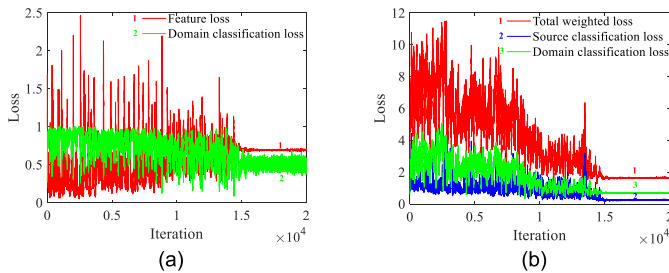 2.5
2
1.5
1
0.5
0
Loss
1 Feature loss
2 Domain classification loss
1
2
0 0.5 1 1.5 2
Iteration
×10^4
(a)
12
10
8
6
4
2
0
Loss
1 Total weighted loss
2 Source classification loss
3 Domain classification loss
1
3
2
0 0.5 1 1.5 2
Iteration
×10^4
(b)